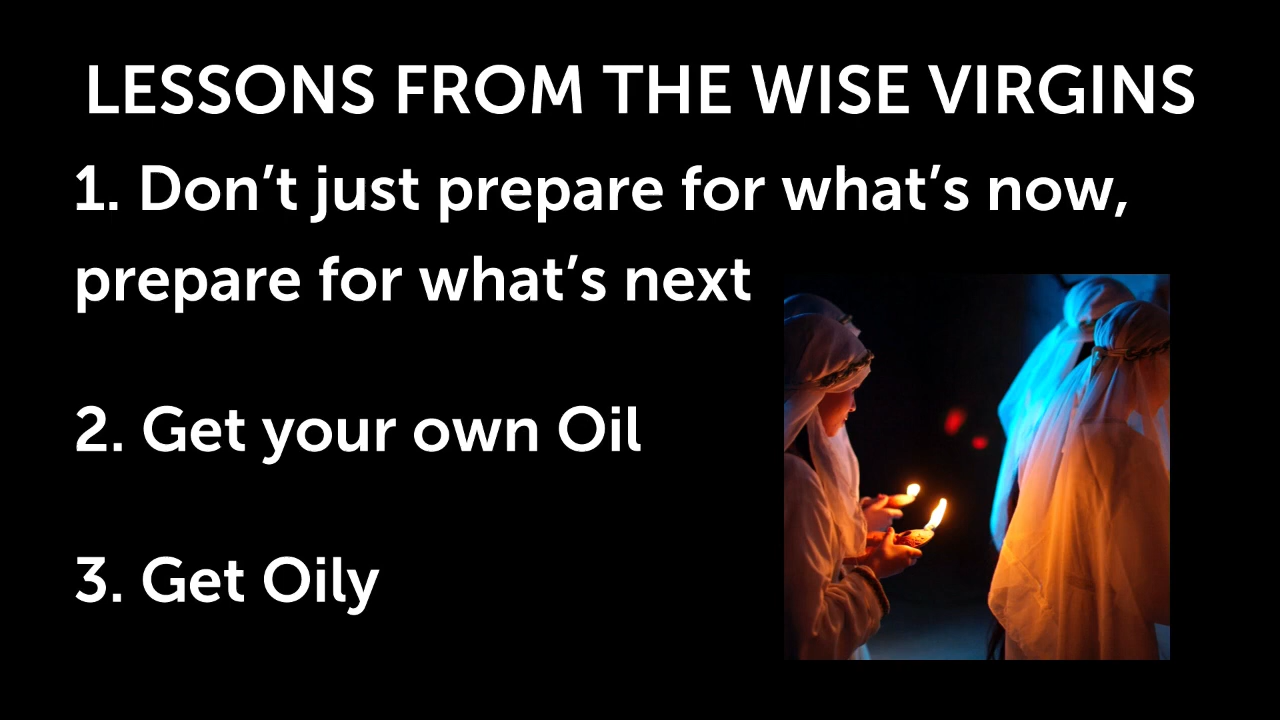 LESSONS FROM THE WISE VIRGINS
1. Don’t just prepare for what’s now,
prepare for what’s next
2. Get your own Oil
3. Get Oily